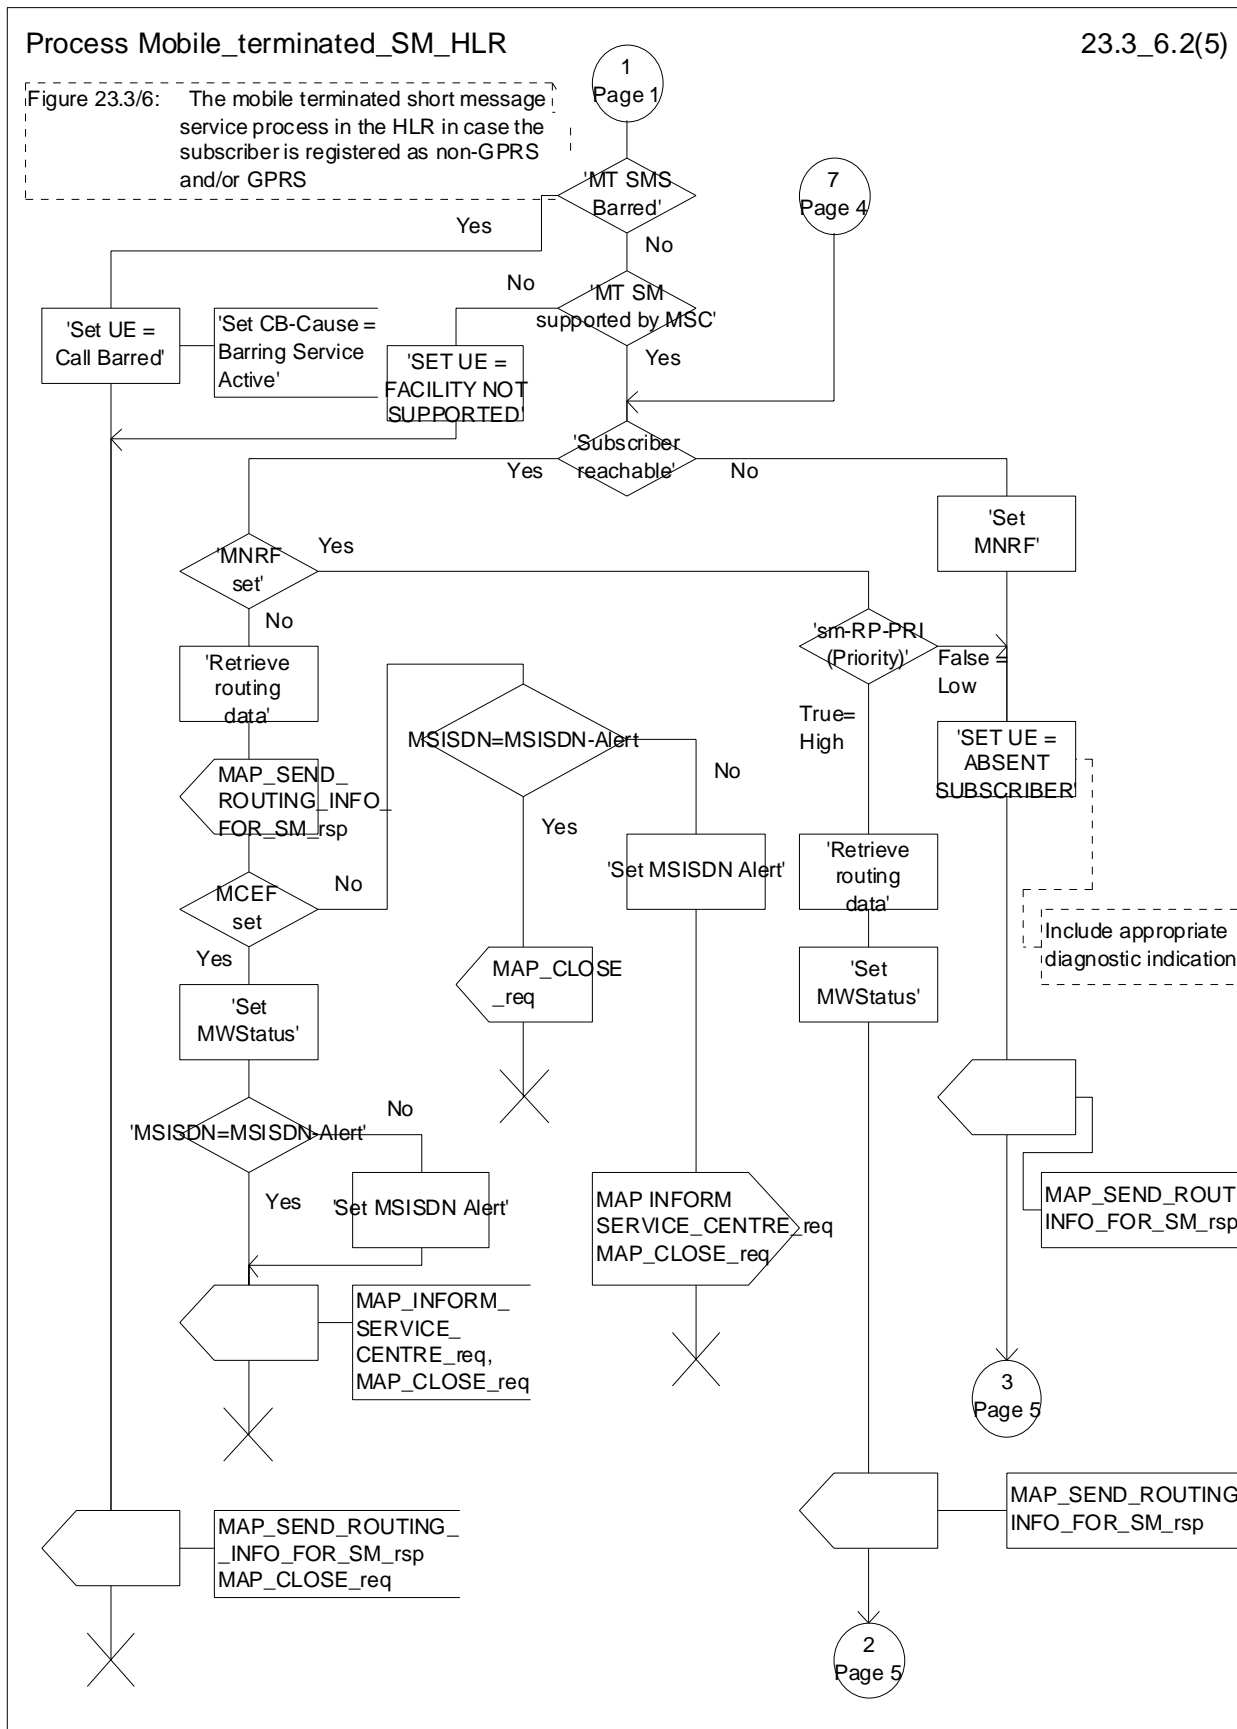 Process Mobile_terminated_SM_HLR
23.3_6.2(5)
1
Page 1
Figure 23.3/6: The mobile terminated short message
service process in the HLR in case the
subscriber is registered as non-GPRS
and/or GPRS
'MT SMS
Barred'
7
Page 4
Yes
No
No
'MT SM
supported by MSC'
'Set UE =
Call Barred'
'Set CB-Cause =
Barring Service
Active'
'SET UE =
FACILITY NOT
SUPPORTED'
Yes
'Subscriber
reachable'
Yes
No
'Set
MNRF'
'MNRF
set'
Yes
No
'sm-RP-PRI
(Priority)'
False =
Low
True=
High
'Retrieve
routing
data'
MSISDN=MSISDN-Alert
No
Yes
'SET UE =
ABSENT
SUBSCRIBER'
MAP_SEND_
ROUTING_INFO_
FOR_SM_rsp
'Set MSISDN Alert'
'Retrieve
routing
data'
MCEF
set
No
Yes
Include appropriate
diagnostic indication
MAP_CLOSE
_req
'Set
MWStatus'
'Set
MWStatus'
'MSISDN=MSISDN-Alert'
No
Yes
'Set MSISDN Alert'
MAP INFORM
SERVICE_CENTRE_req
MAP_CLOSE_req
MAP_SEND_ROUTI
INFO_FOR_SM_rsp
MAP_INFORM_
SERVICE_
CENTRE_req,
MAP_CLOSE_req
3
Page 5
MAP_SEND_ROUTING_
_INFO_FOR_SM_rsp
MAP_CLOSE_req
MAP_SEND_ROUTING
INFO_FOR_SM_rsp
2
Page 5